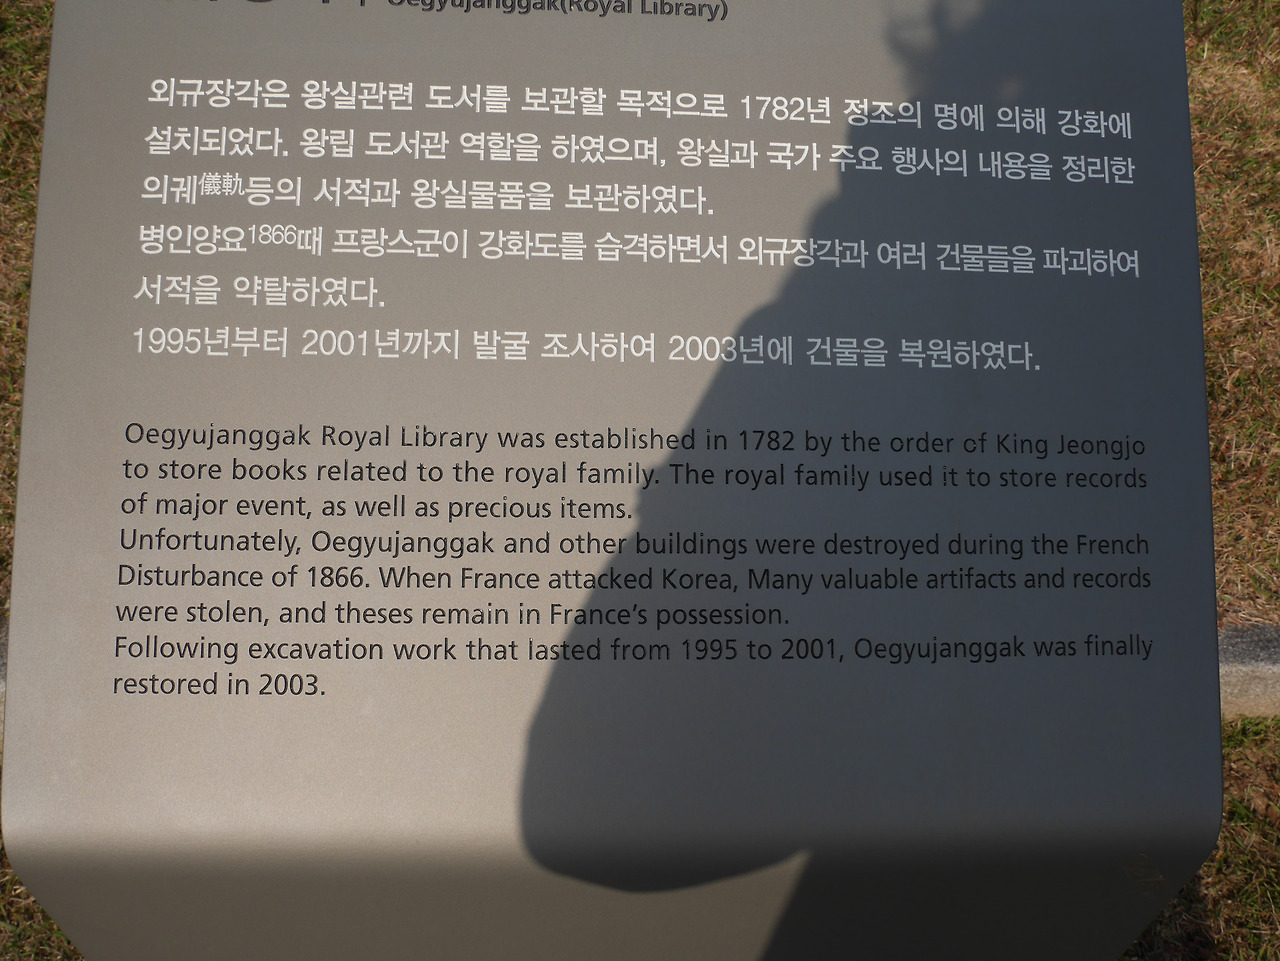 Oegyujanggak(Royal Library)
외규장각은 왕실관련 도서를 보관할 목적으로 1782년 정조의 명에 의해 강화에
설치되었다. 왕립 도서관 역할을 하였으며, 왕실과 국가 주요 행사의 내용을 정리한
의궤儀軌등의 서적과 왕실물품을 보관하였다.
병인양요1866때 프랑스군이 강화도를 습격하면서 외규장각과 여러 건물들을 파괴하여
서적을 약탈하였다.
1995년부터 2001년까지 발굴 조사하여 2003년에 건물을 복원하였다.
Oegyujanggak Royal Library was established in 1782 by the order of King Jeongjo
to store books related to the royal family. The royal family used it to store records
of major event, as well as precious items.
Unfortunately, Oegyujanggak and other buildings were destroyed during the French
Disturbance of 1866. When France attacked Korea, Many valuable artifacts and records
were stolen, and theses remain in France's possession.
Following excavation work that lasted from 1995 to 2001, Oegyujanggak was finally
restored in 2003.